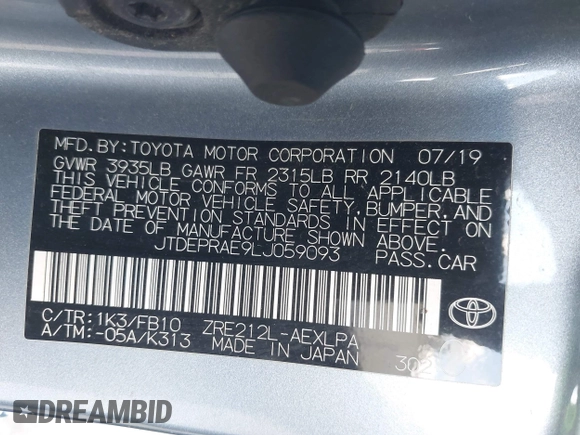 MFD.BY:TOYOTA MOTOR CORPORATION 07/19
GVWR 3935LB GAWR FR 2315LB RR 2140LB
THIS VEHICLE CONFORMS TO ALL APPLICABLE
FEDERAL MOTOR VEHICLE SAFETY, BUMPER, AND
THEFT PREVENTION STANDARDS IN EFFECT ON
THE DATE OF MANUFACTURE SHOWN ABOVE.
JTDEPRAE9LJ059093 PASS.CAR
C/TR:1K3/FB10 ZRE212L-AEXLPA
A/TM:-05A/K313 MADE IN JAPAN 302
TOYOTA
DREAMBID